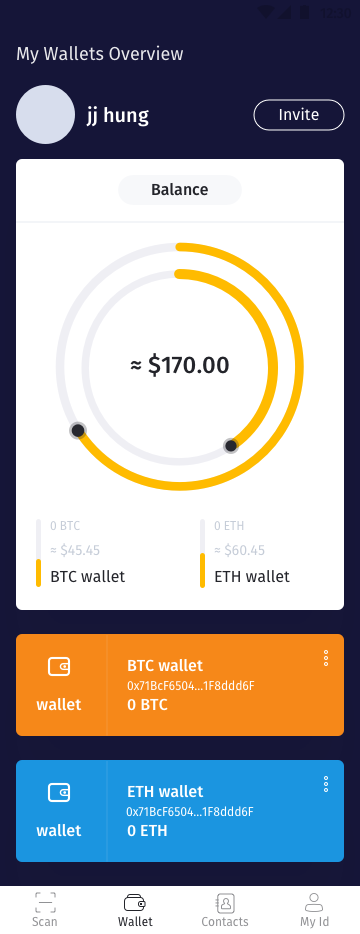 12:30
My Wallets Overview
jj hung
Invite
Balance
≈ $170.00
0 BTC
≈ $45.45
BTC wallet
0 ETH
≈ $60.45
ETH wallet
BTC wallet
0x71BcF6504...1F8ddd6F
0 BTC
wallet
ETH wallet
0x71BcF6504...1F8ddd6F
0 ETH
wallet
Scan
Wallet
Contacts
My Id